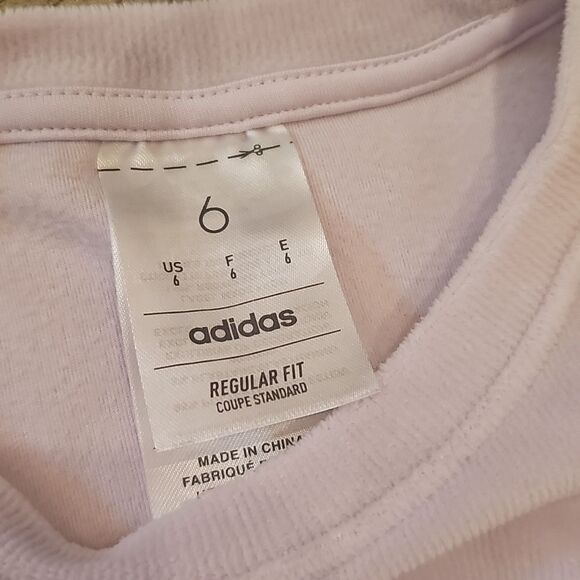 6
US F E
6 6 6
adidas
REGULAR FIT
COUPE STANDARD
MADE IN CHINA
FABRIQUÉ